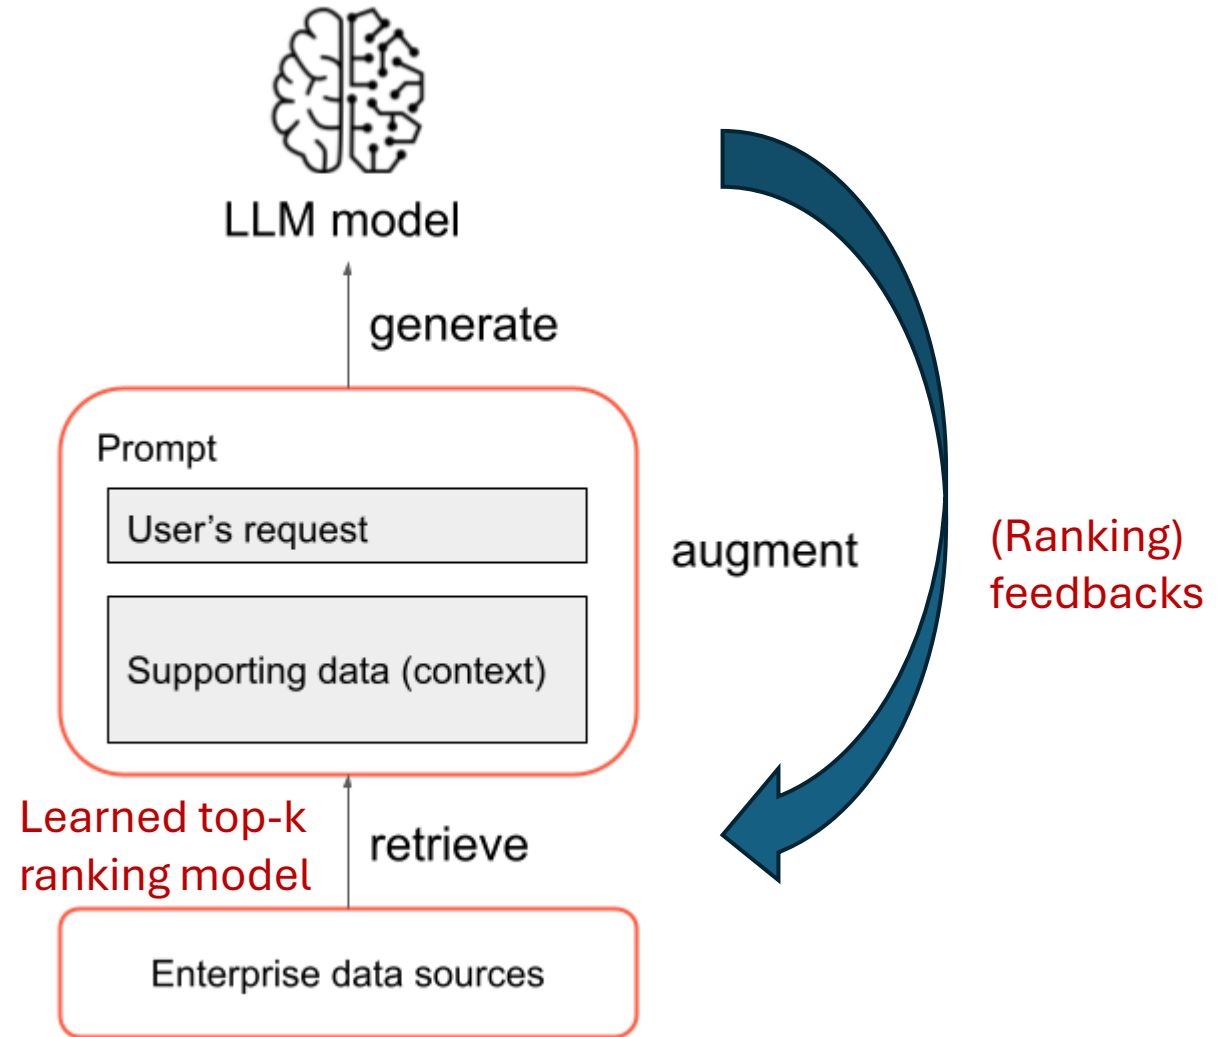 LLM model
generate
Prompt
User’s request
Supporting data (context)
augment
(Ranking)
feedbacks
Learned top-k
ranking model
retrieve
Enterprise data sources